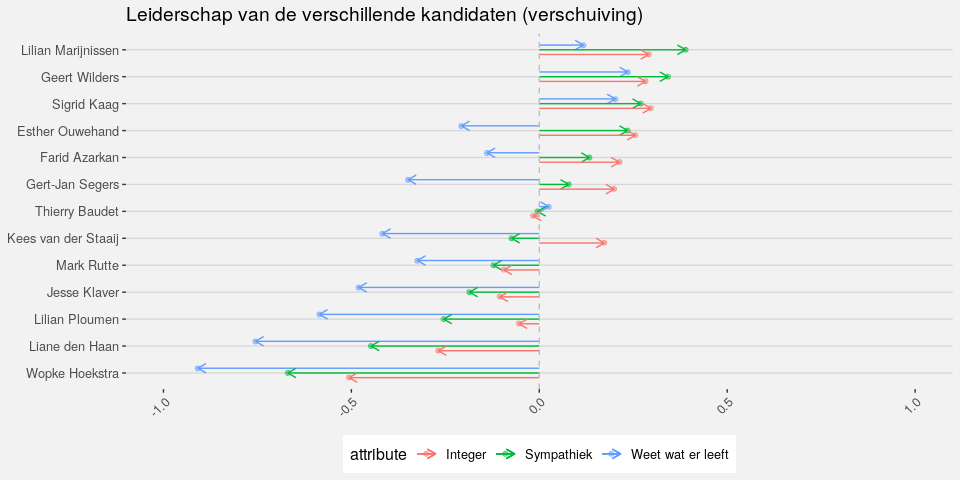 Leiderschap van de verschillende kandidaten (verschuiving)
Lilian Marijnissen
Geert Wilders
Sigrid Kaag
Esther Ouwehand
Farid Azarkan
Gert-Jan Segers
Thierry Baudet
Kees van der Staaij
Mark Rutte
Jesse Klaver
Lilian Ploumen
Liane den Haan
Wopke Hoekstra
-1.0 -0.5 0.0 0.5 1.0
attribute Integer Sympathiek Weet wat er leeft